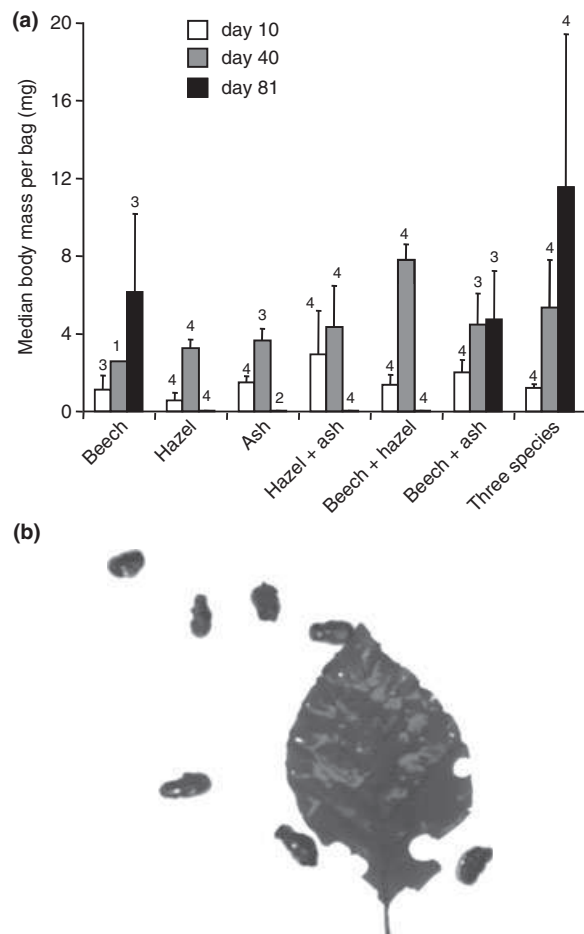 (a)
day 10
day 40
day 81
Median body mass per bag (mg)
20
16
12
8
4
0
3 1 3
4 4 4
4 3 2
4 4 4
4 4 4
4 3 3
4 4 4
Beech
Hazel
Ash
Hazel + ash
Beech + hazel
Beech + ash
Three species
(b)